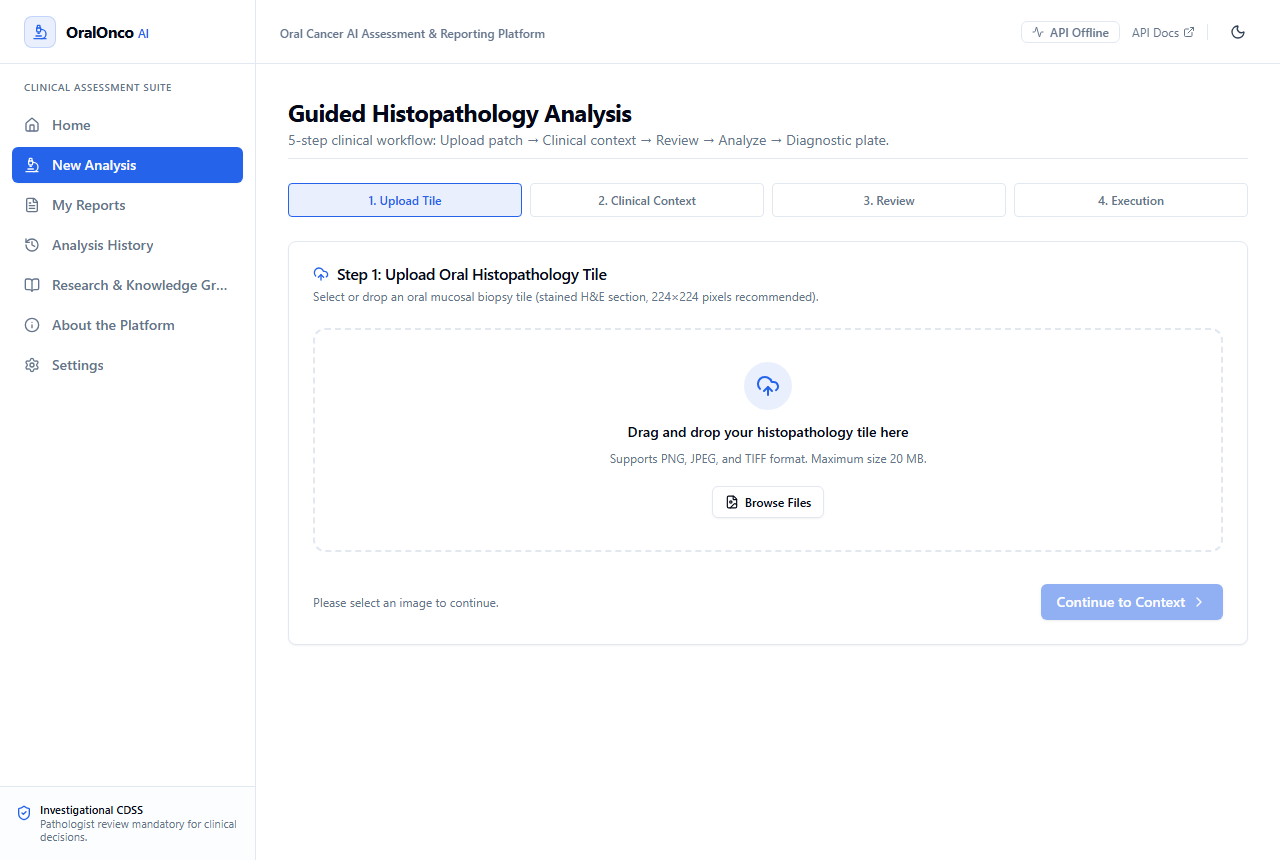 OralOnco AI
Oral Cancer AI Assessment & Reporting Platform
API Offline
API Docs
CLINICAL ASSESSMENT SUITE
Home
New Analysis
My Reports
Analysis History
Research & Knowledge Gr...
About the Platform
Settings
Guided Histopathology Analysis
5-step clinical workflow: Upload patch → Clinical context → Review → Analyze → Diagnostic plate.
1. Upload Tile
2. Clinical Context
3. Review
4. Execution
Step 1: Upload Oral Histopathology Tile
Select or drop an oral mucosal biopsy tile (stained H&E section, 224×224 pixels recommended).
Drag and drop your histopathology tile here
Supports PNG, JPEG, and TIFF format. Maximum size 20 MB.
Browse Files
Please select an image to continue.
Continue to Context
Investigational CDSS
Pathologist review mandatory for clinical
decisions.